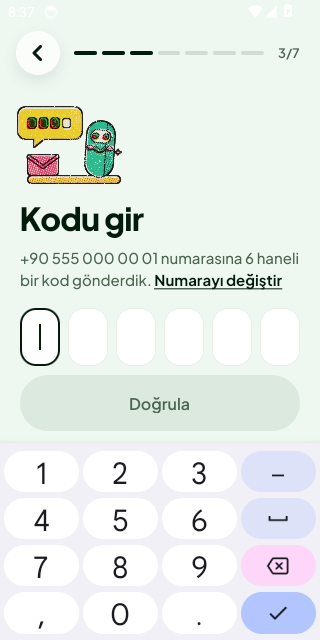 8:37
3/7
Kodu gir
+90 555 000 00 01 numarasına 6 haneli
bir kod gönderdik. Numarayı değiştir
Doğrula
1 2 3 –
4 5 6
7 8 9
, 0 .